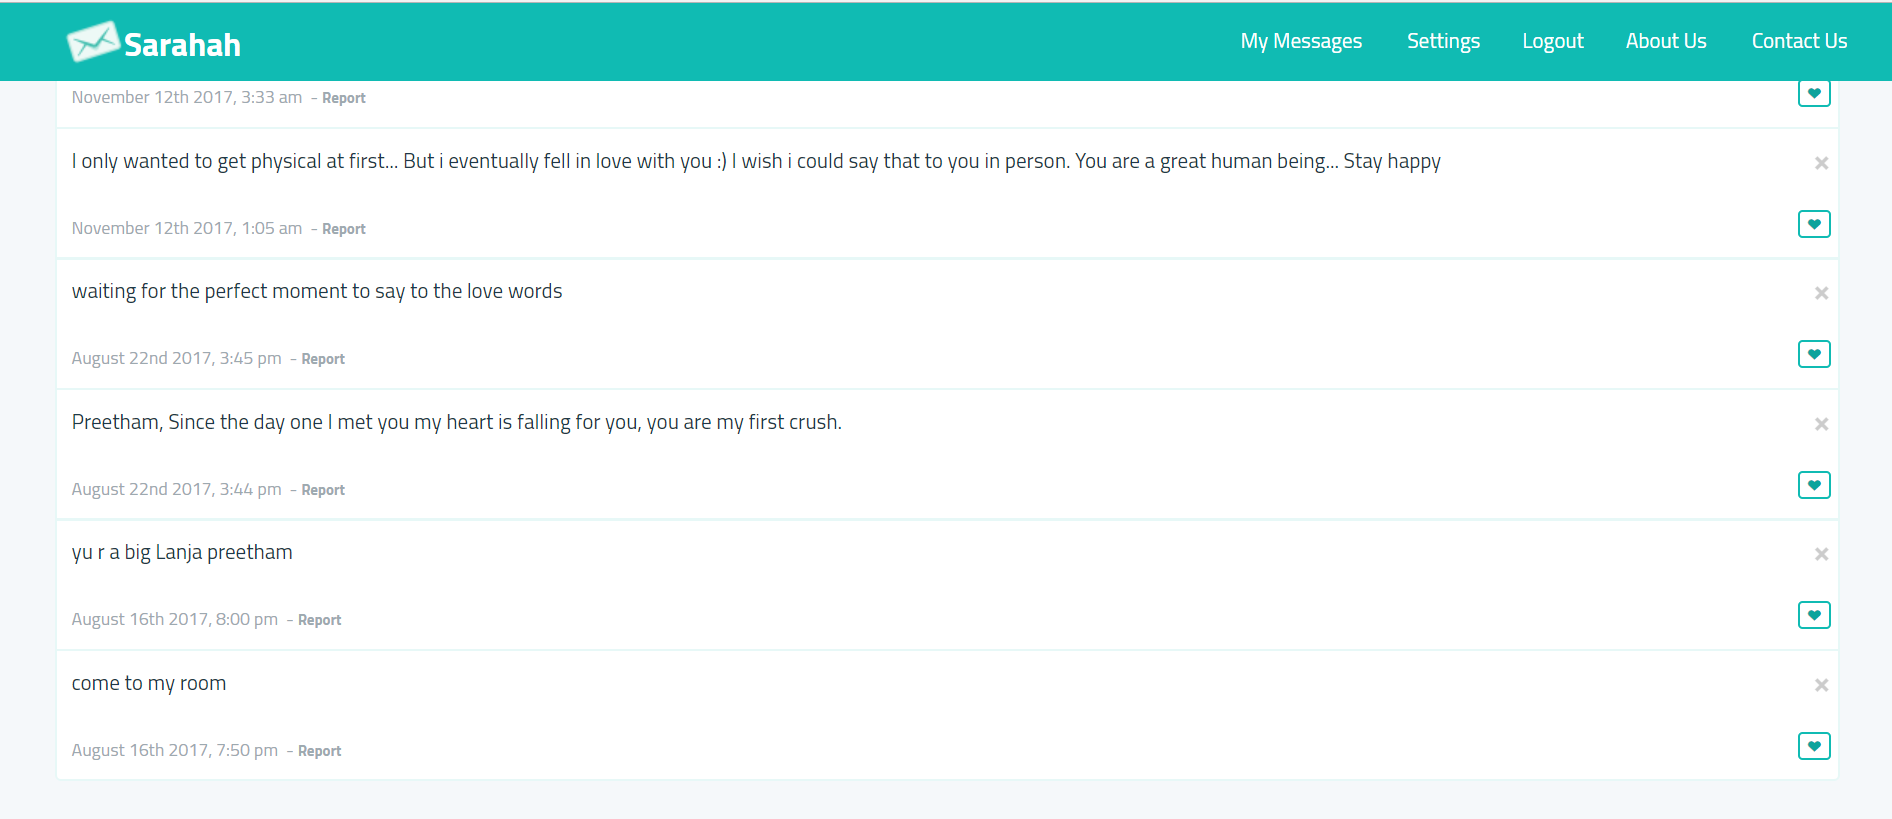 Sarahah
My Messages Settings Logout About Us Contact Us
November 12th 2017, 3:33 am - Report
I only wanted to get physical at first... But i eventually fell in love with you :) I wish i could say that to you in person. You are a great human being... Stay happy
November 12th 2017, 1:05 am - Report
waiting for the perfect moment to say to the love words
August 22nd 2017, 3:45 pm - Report
Preetham, Since the day one I met you my heart is falling for you, you are my first crush.
August 22nd 2017, 3:44 pm - Report
yu r a big Lanja preetham
August 16th 2017, 8:00 pm - Report
come to my room
August 16th 2017, 7:50 pm - Report